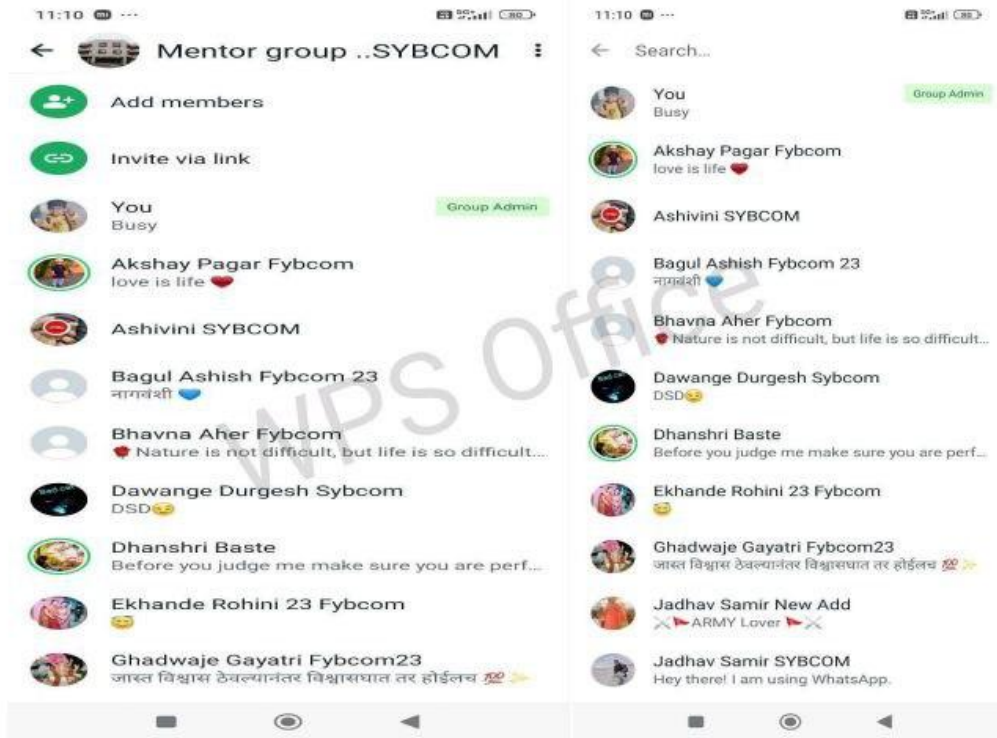 11:10
5G+
80
Mentor group ..SYBCOM
Add members
Invite via link
You
Group Admin
Busy
Akshay Pagar Fybcom
love is life ❤️
Ashivini SYBCOM
Bagul Ashish Fybcom 23
नागवंशी 💙
Bhavna Aher Fybcom
🌹 Nature is not difficult, but life is so difficult...
Dawange Durgesh Sybcom
DSD😏
Dhanshri Baste
Before you judge me make sure you are perf...
Ekhande Rohini 23 Fybcom
😇
Ghadwaje Gayatri Fybcom23
जास्त विश्वास ठेवल्यानंतर विश्वासघात तर होईलच 💯✨
11:10
5G+
80
Search...
You
Group Admin
Busy
Akshay Pagar Fybcom
love is life ❤️
Ashivini SYBCOM
Bagul Ashish Fybcom 23
नागवंशी 💙
Bhavna Aher Fybcom
🌹 Nature is not difficult, but life is so difficult...
Dawange Durgesh Sybcom
DSD😏
Dhanshri Baste
Before you judge me make sure you are perf...
Ekhande Rohini 23 Fybcom
😇
Ghadwaje Gayatri Fybcom23
जास्त विश्वास ठेवल्यानंतर विश्वासघात तर होईलच 💯✨
Jadhav Samir New Add
⚔️🚩ARMY Lover🚩⚔️
Jadhav Samir SYBCOM
Hey there! I am using WhatsApp.
WPS Office